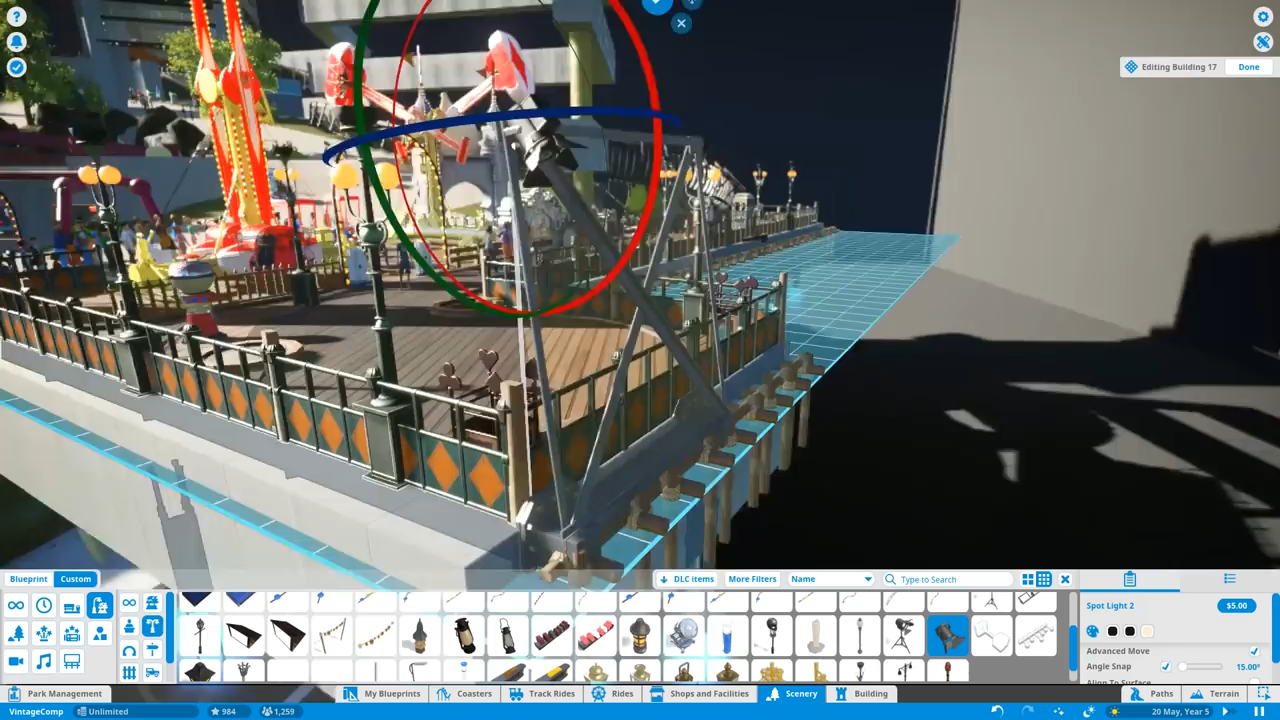 Editing Building 17 Done
Blueprint Custom
DLC items More Filters Name Type to Search
Spot Light 2 $5.00
Advanced Move
Angle Snap 15.00°
Park Management My Blueprints Coasters Track Rides Rides Shops and Facilities Scenery Building Paths Terrain
VintageComp Unlimited 984 1,259 20 May, Year 5